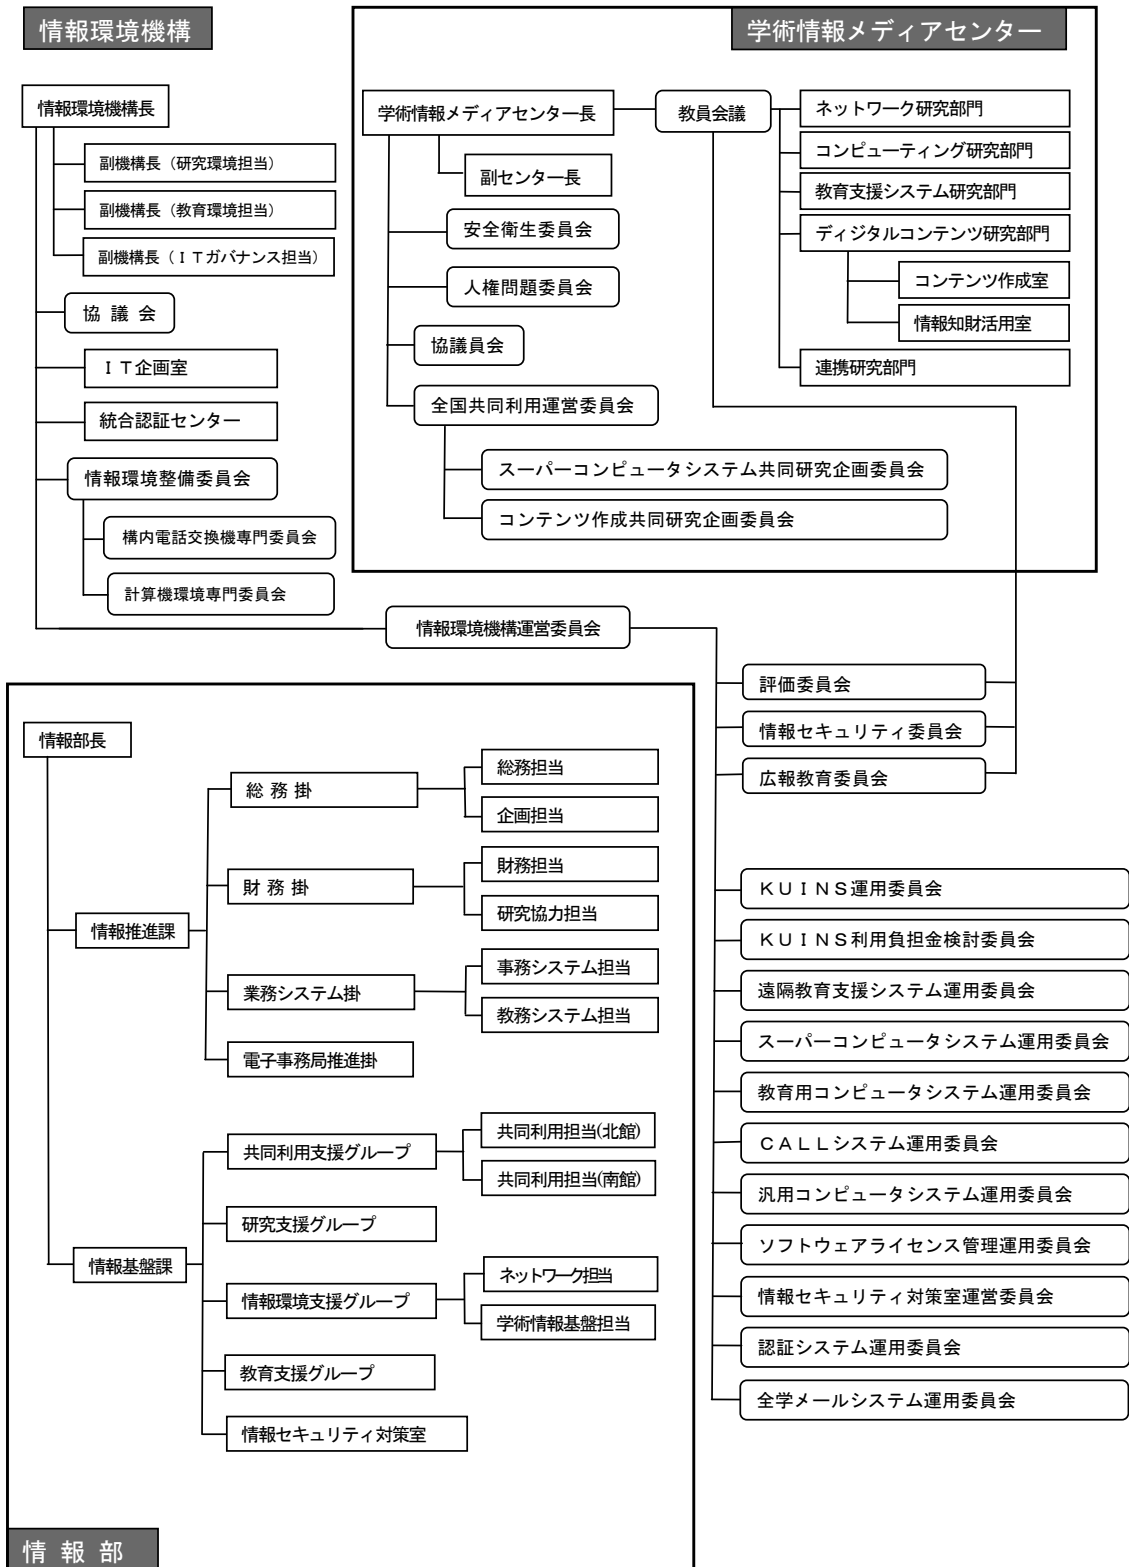 情報環境機構
情報環境機構長
副機構長（研究環境担当）
副機構長（教育環境担当）
副機構長（ＩＴガバナンス担当）
協 議 会
ＩＴ企画室
統合認証センター
情報環境整備委員会
構内電話交換機専門委員会
計算機環境専門委員会
学術情報メディアセンター
学術情報メディアセンター長
副センター長
安全衛生委員会
人権問題委員会
協議員会
全国共同利用運営委員会
スーパーコンピュータシステム共同研究企画委員会
コンテンツ作成共同研究企画委員会
教員会議
ネットワーク研究部門
コンピューティング研究部門
教育支援システム研究部門
ディジタルコンテンツ研究部門
コンテンツ作成室
情報知財活用室
連携研究部門
情報環境機構運営委員会
評価委員会
情報セキュリティ委員会
広報教育委員会
ＫＵＩＮＳ運用委員会
ＫＵＩＮＳ利用負担金検討委員会
遠隔教育支援システム運用委員会
スーパーコンピュータシステム運用委員会
教育用コンピュータシステム運用委員会
ＣＡＬＬシステム運用委員会
汎用コンピュータシステム運用委員会
ソフトウェアライセンス管理運用委員会
情報セキュリティ対策室運営委員会
認証システム運用委員会
全学メールシステム運用委員会
情報部長
情報推進課
総 務 掛
総務担当
企画担当
財 務 掛
財務担当
研究協力担当
業務システム掛
事務システム担当
教務システム担当
電子事務局推進掛
情報基盤課
共同利用支援グループ
共同利用担当(北館)
共同利用担当(南館)
研究支援グループ
情報環境支援グループ
ネットワーク担当
学術情報基盤担当
教育支援グループ
情報セキュリティ対策室
情 報 部